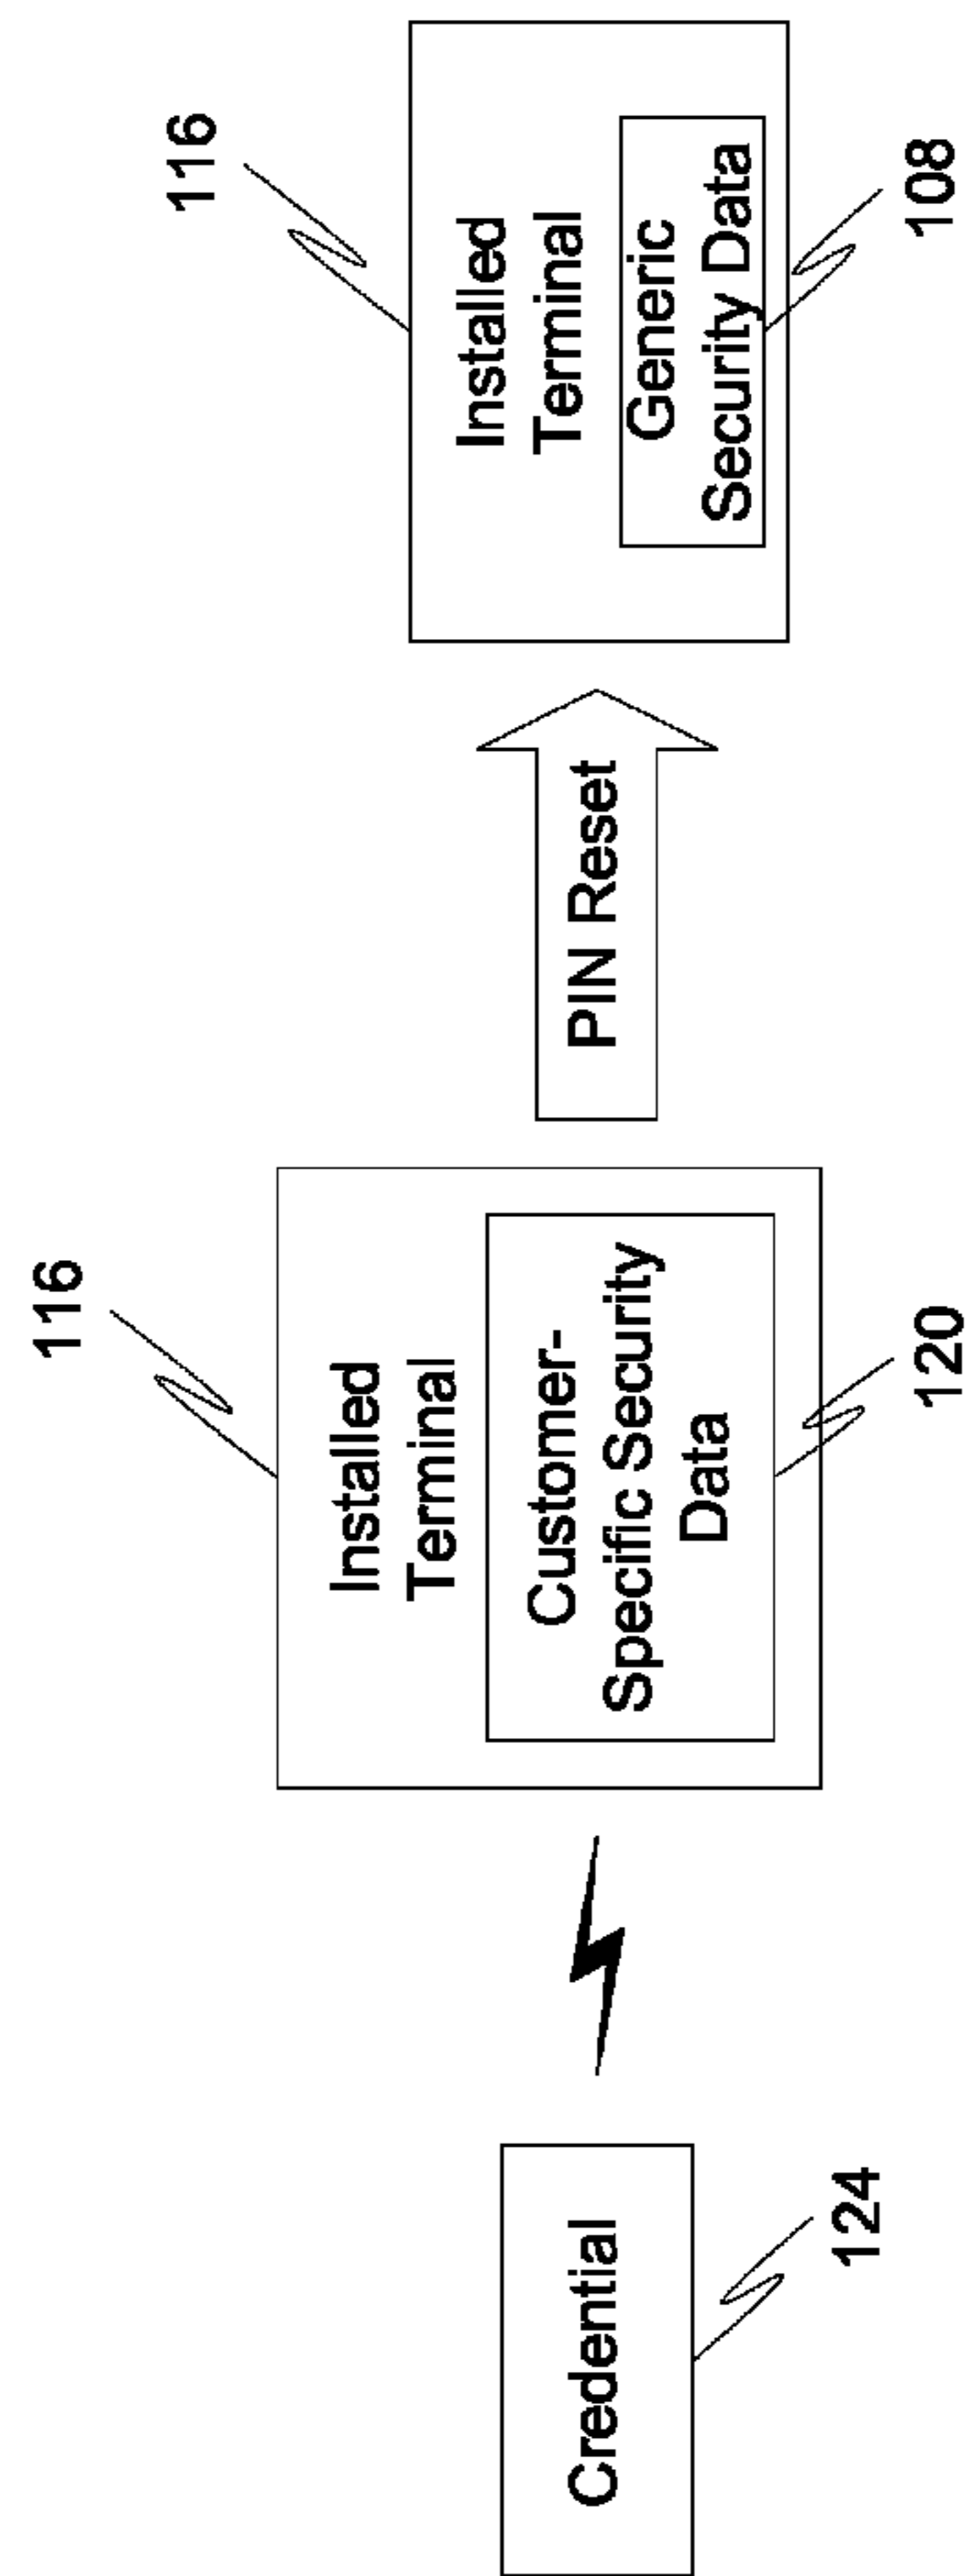 Credential
124
116
Installed
Terminal
Customer-
Specific Security
Data
120
PIN Reset
116
Installed
Terminal
Generic
Security Data
108